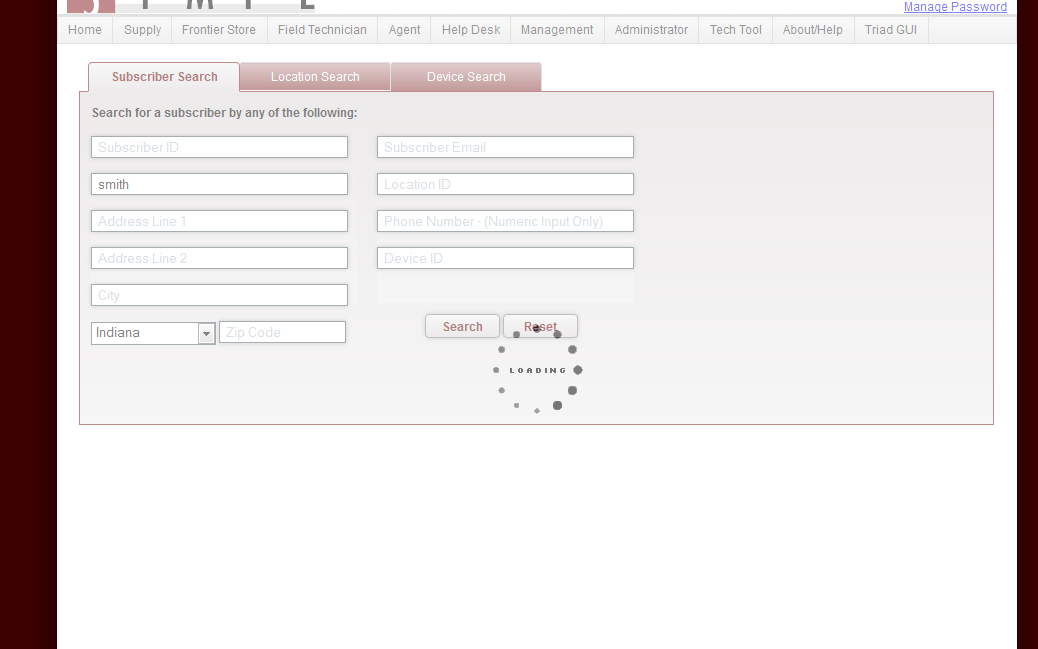 Manage Password
Home Supply Frontier Store Field Technician Agent Help Desk Management Administrator Tech Tool About/Help Triad GUI
Subscriber Search Location Search Device Search
Search for a subscriber by any of the following:
Subscriber ID Subscriber Email
smith Location ID
Address Line 1 Phone Number - (Numeric Input Only)
Address Line 2 Device ID
City
Indiana Zip Code Search Reset
LOADING